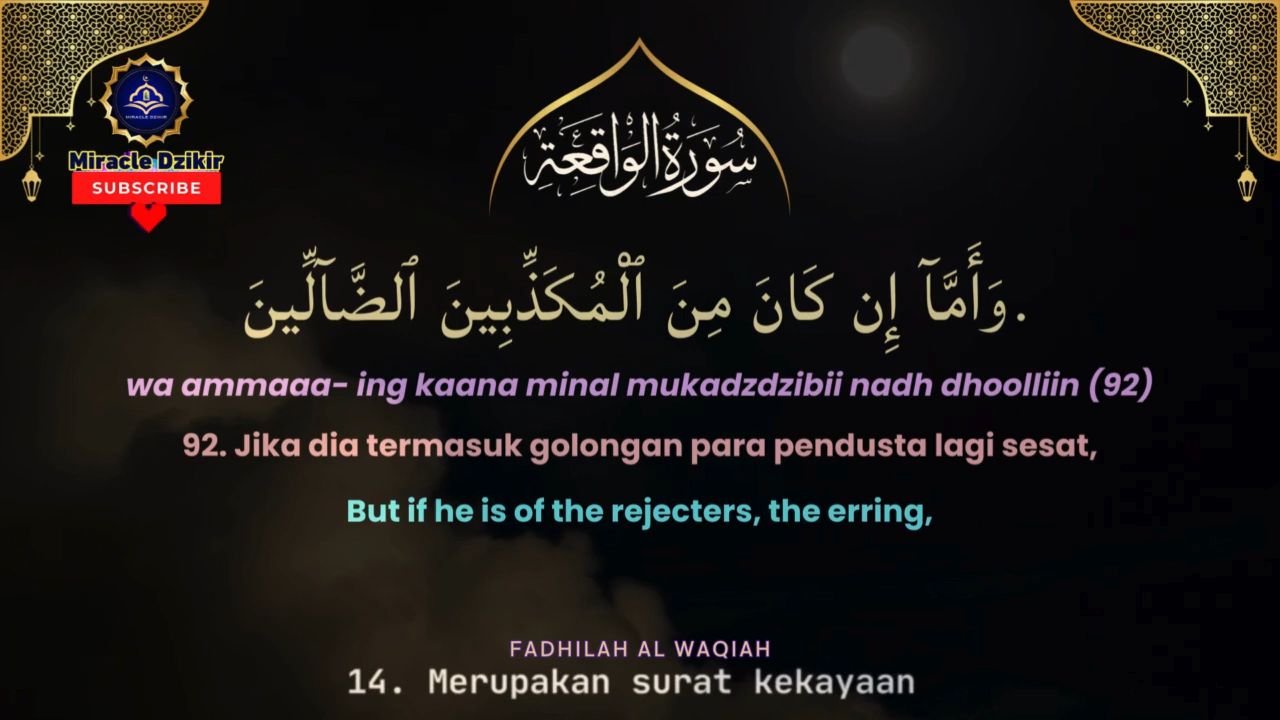 MIRACLE DZIKIR
Miracle Dzikir
SUBSCRIBE
سُورَةُ الوَاقِعَةِ
وَأَمَّآ إِن كَانَ مِنَ ٱلْمُكَذِّبِينَ ٱلضَّآلِّينَ.
wa ammaaa- ing kaana minal mukadzdzibii nadh dhoolliin (92)
92. Jika dia termasuk golongan para pendusta lagi sesat,
But if he is of the rejecters, the erring,
FADHILAH AL WAQIAH
14. Merupakan surat kekayaan